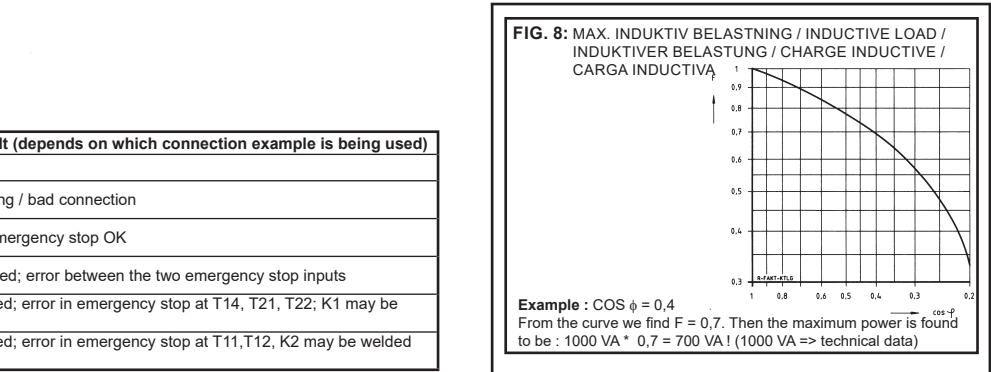 lt (depends on which connection example is being used)
ng / bad connection
mergency stop OK
ed; error between the two emergency stop inputs
ed; error in emergency stop at T14, T21, T22; K1 may be
ed; error in emergency stop at T11,T12, K2 may be welded
FIG. 8: MAX. INDUKTIV BELASTNING / INDUCTIVE LOAD /
INDUKTIVER BELASTUNG / CHARGE INDUCTIVE /
CARGA INDUCTIVA
F
1
0,9
0,8
0,7
0,6
0,5
0,4
0,3
R-FAKT-KTLG
1 0,8 0,6 0,5 0,4 0,3 0,2
cos φ
Example : COS ϕ = 0,4
From the curve we find F = 0,7. Then the maximum power is found
to be : 1000 VA * 0,7 = 700 VA ! (1000 VA => technical data)